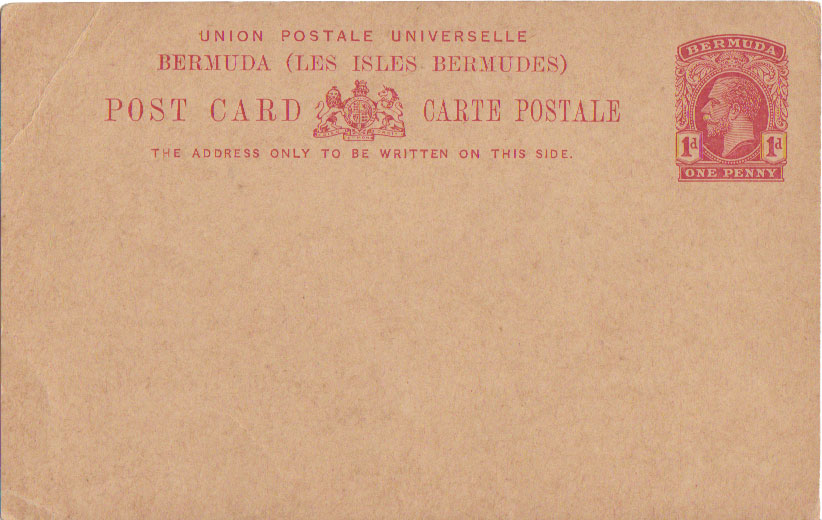 UNION POSTALE UNIVERSELLE
BERMUDA (LES ISLES BERMUDES)
POST CARD CARTE POSTALE
THE ADDRESS ONLY TO BE WRITTEN ON THIS SIDE.
BERMUDA
1d 1d
ONE PENNY